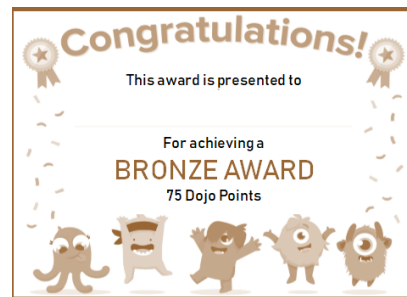 Congratulations!
This award is presented to
For achieving a
BRONZE AWARD
75 Dojo Points